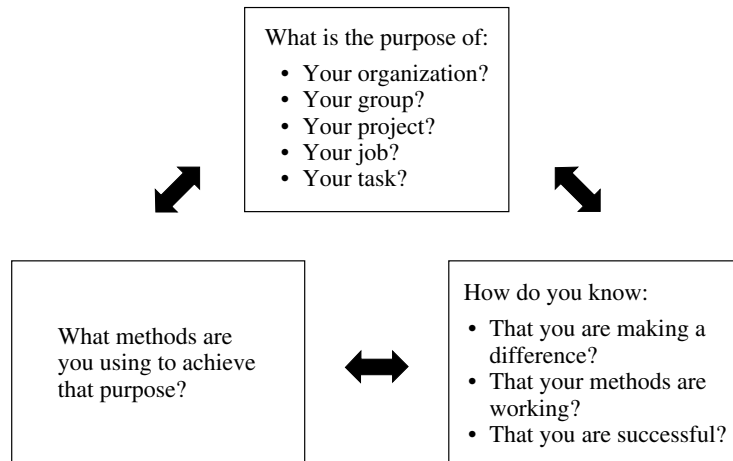 What is the purpose of:
• Your organization?
• Your group?
• Your project?
• Your job?
• Your task?
What methods are
you using to achieve
that purpose?
How do you know:
• That you are making a
difference?
• That your methods are
working?
• That you are successful?